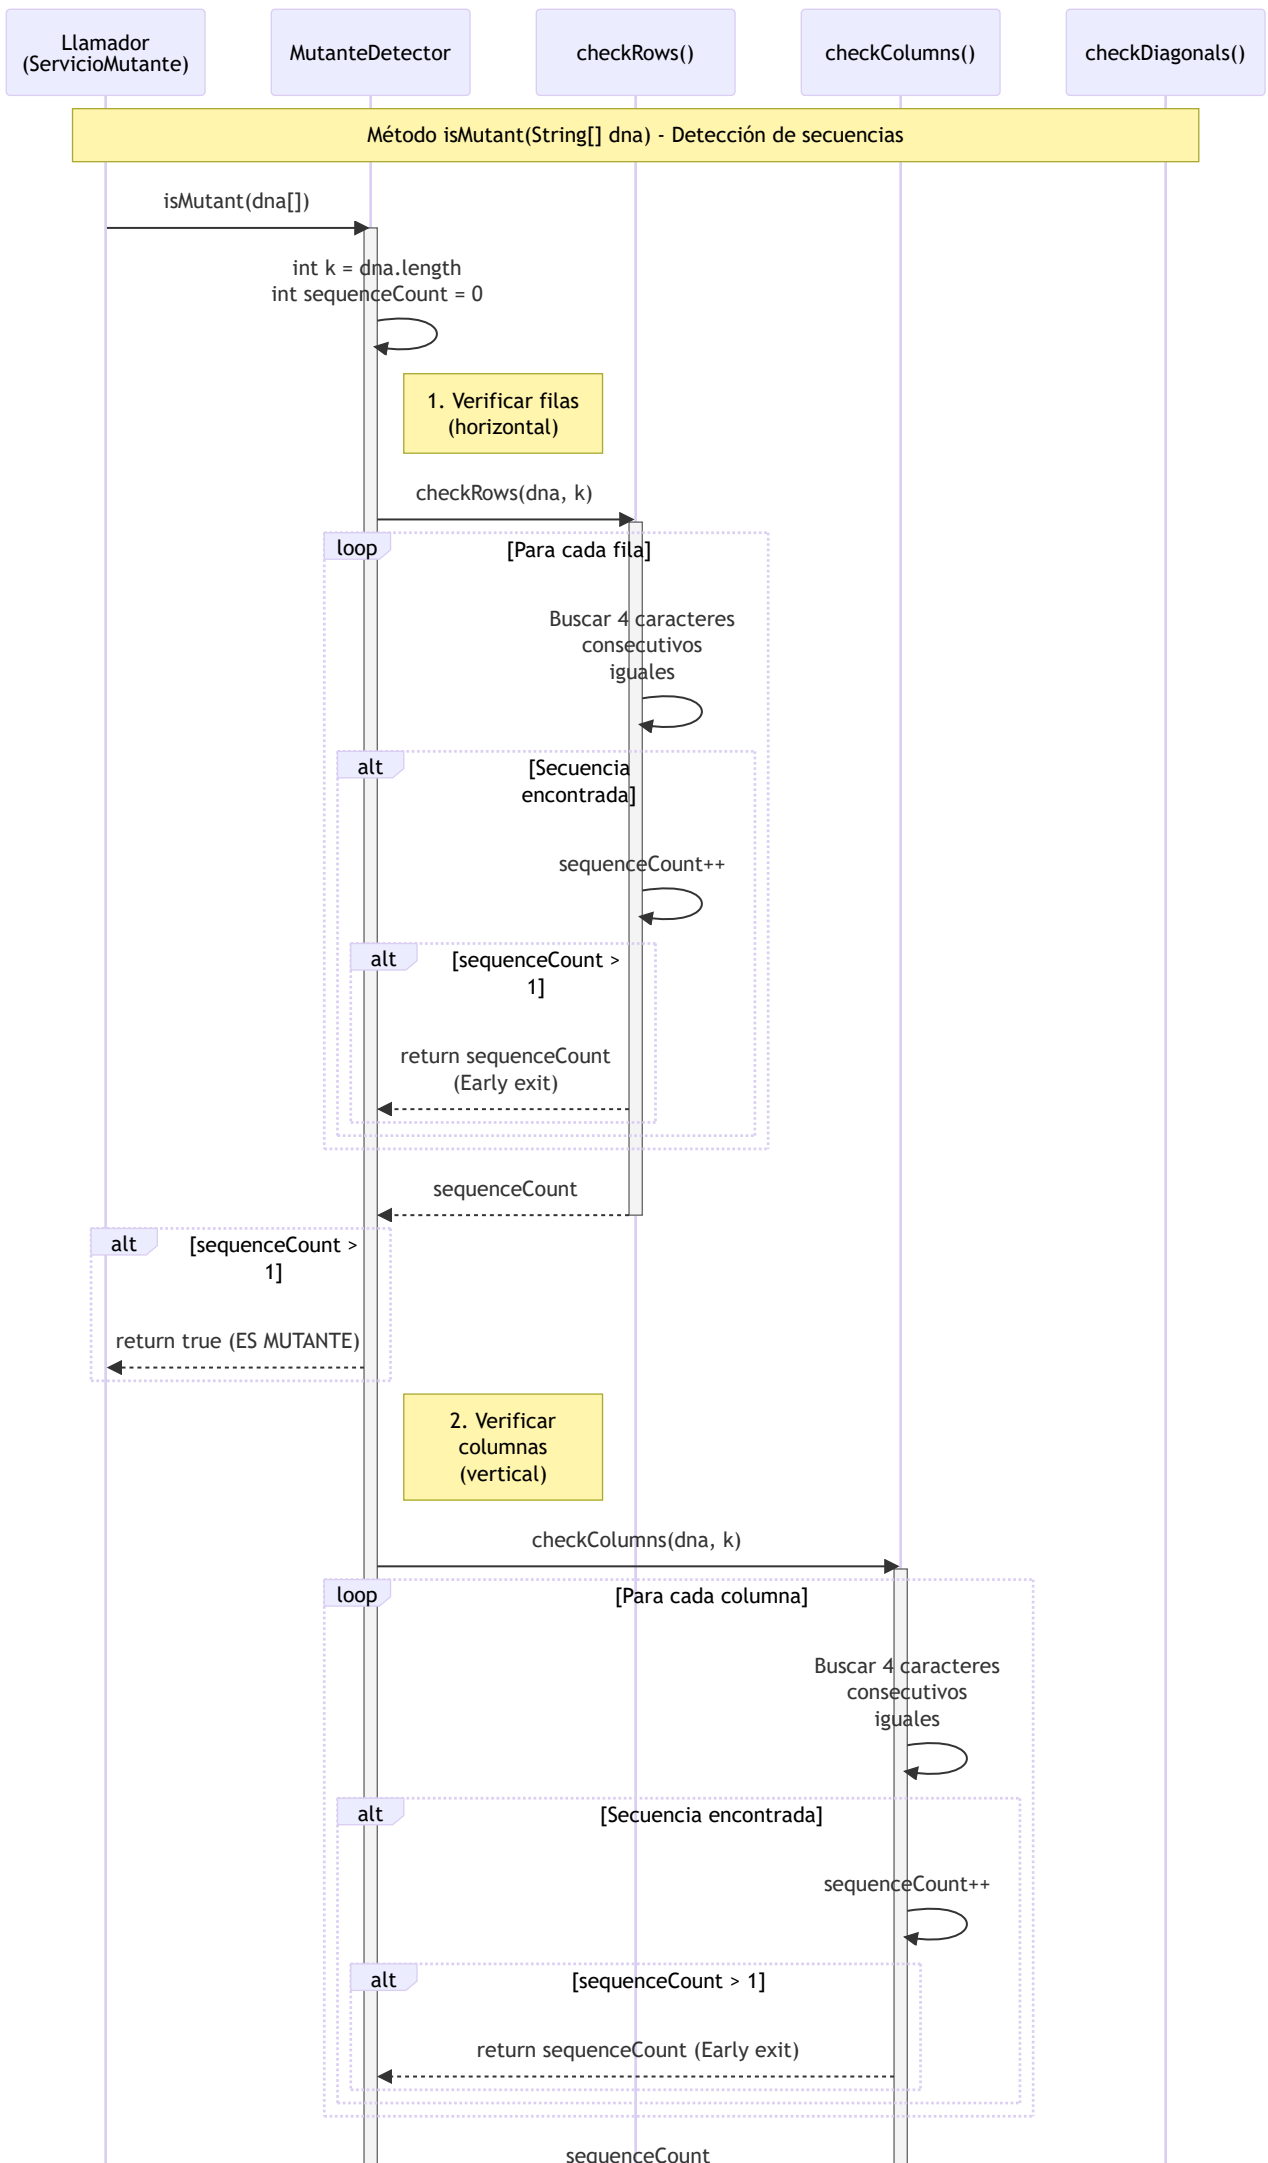 Llamador
(ServicioMutante)
MutanteDetector
checkRows()
checkColumns()
checkDiagonals()
Método isMutant(String[] dna) - Detección de secuencias
isMutant(dna[])
int k = dna.length
int sequenceCount = 0
1. Verificar filas
(horizontal)
checkRows(dna, k)
loop
[Para cada fila]
Buscar 4 caracteres
consecutivos
iguales
alt
[Secuencia
encontrada]
sequenceCount++
alt
[sequenceCount >
1]
return sequenceCount
(Early exit)
sequenceCount
alt
[sequenceCount >
1]
return true (ES MUTANTE)
2. Verificar
columnas
(vertical)
checkColumns(dna, k)
loop
[Para cada columna]
Buscar 4 caracteres
consecutivos
iguales
alt
[Secuencia encontrada]
sequenceCount++
alt
[sequenceCount > 1]
return sequenceCount (Early exit)
sequenceCount